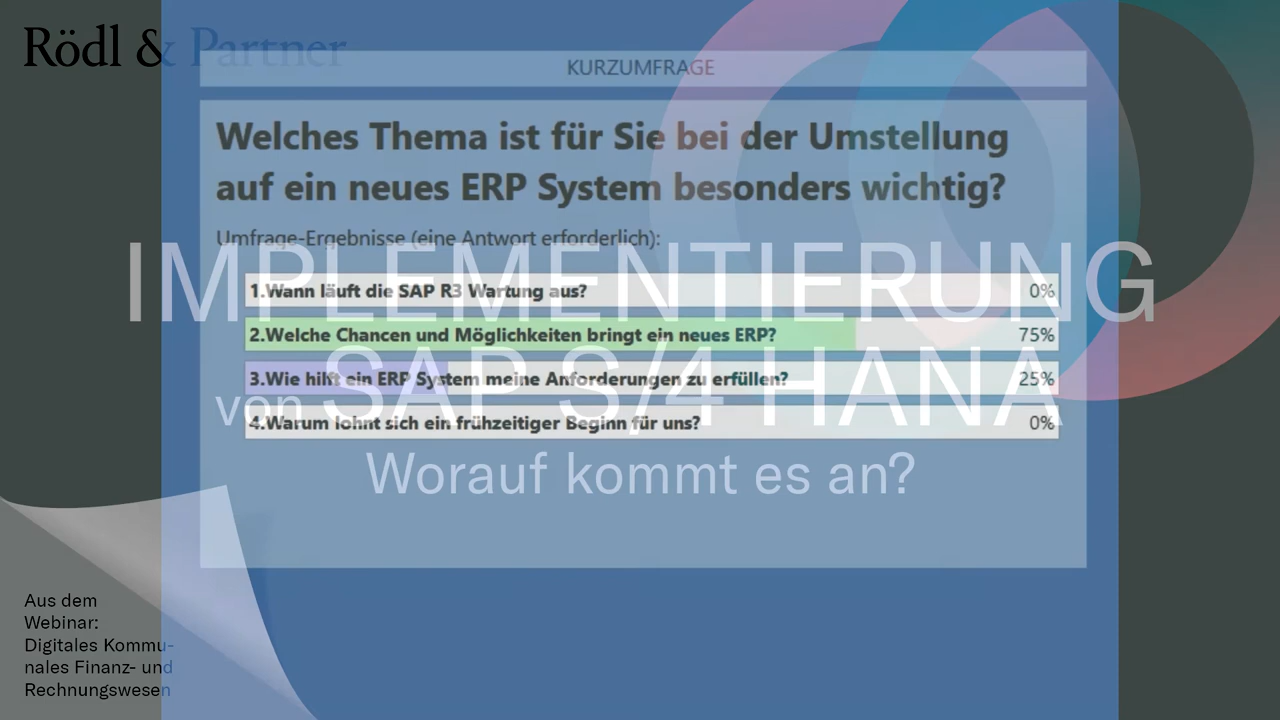 Rödl & Partner
KURZUMFRAGE
Welches Thema ist für Sie bei der Umstellung
auf ein neues ERP System besonders wichtig?
Umfrage-Ergebnisse (eine Antwort erforderlich):
1.Wann läuft die SAP R3 Wartung aus? 0%
2.Welche Chancen und Möglichkeiten bringt ein neues ERP? 75%
3.Wie hilft ein ERP System meine Anforderungen zu erfüllen? 25%
4.Warum lohnt sich ein frühzeitiger Beginn für uns? 0%
IMPLEMENTIERUNG
von SAP S/4 HANA
Worauf kommt es an?
Aus dem
Webinar:
Digitales Kommu-
nales Finanz- und
Rechnungswesen